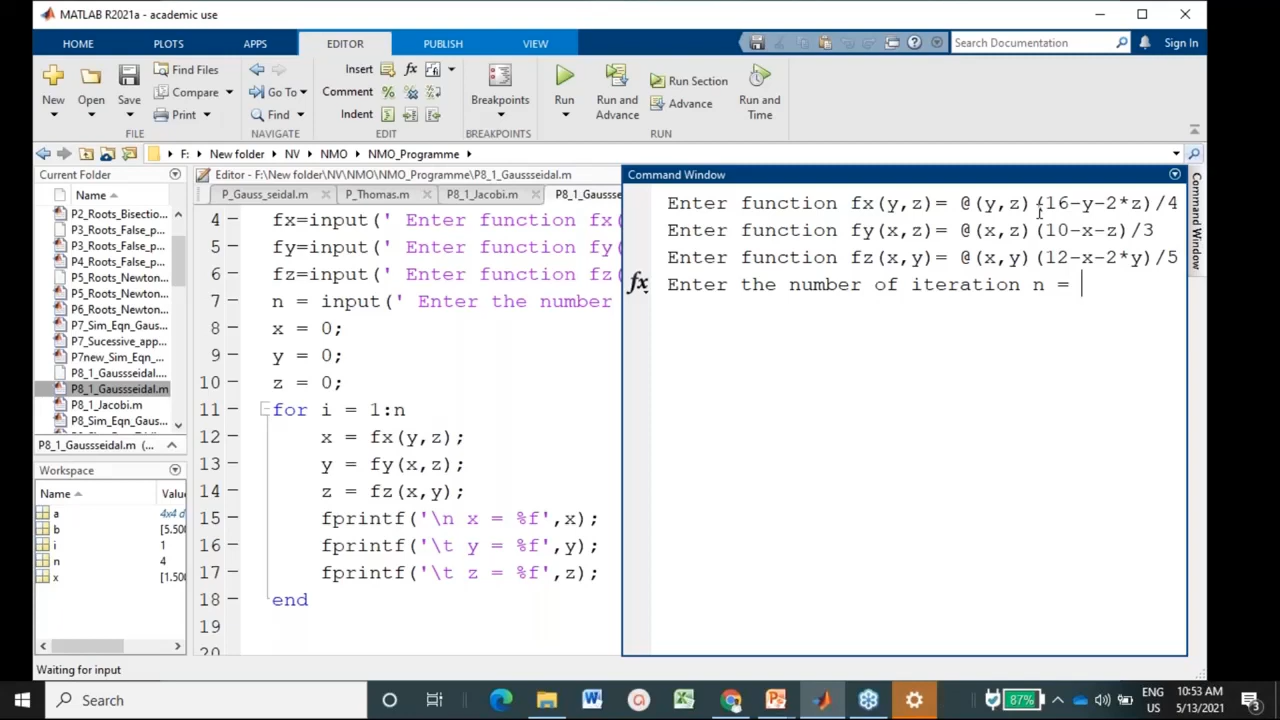 MATLAB R2021a - academic use
HOME PLOTS APPS EDITOR PUBLISH VIEW Search Documentation Sign In
New Open Save Find Files Compare Print
Go To Find
Insert fx Comment % Indent
Breakpoints Run Run and Advance Run Section Advance Run and Time
FILE NAVIGATE EDIT BREAKPOINTS RUN
F: New folder NV NMO NMO_Programme
Current Folder
Name
P2_Roots_Bisectio...
P3_Roots_False_p...
P3_Roots_False_p...
P4_Roots_False_p...
P5_Roots_Newton...
P5_Roots_Newton...
P6_Roots_Newton...
P7_Sim_Eqn_Gaus...
P7_Sucessive_app...
P7new_Sim_Eqn_...
P8_1_Gaussseidal....
P8_1_Gaussseidal.m
P8_1_Jacobi.m
P8_Sim_Eqn_Gaus...
P8_1_Gaussseidal.m (...
Workspace
Name Value
a 4x4 d
b [5.500
i 1
n 4
x [1.500
Editor - F:\New folder\NV\NMO\NMO_Programme\P8_1_Gaussseidal.m
P_Gauss_seidal.m P_Thomas.m P8_1_Jacobi.m P8_1_Gaussse
4 fx=input(' Enter function fx(
5 fy=input(' Enter function fy(
6 fz=input(' Enter function fz(
7 n = input(' Enter the number
8 x = 0;
9 y = 0;
10 z = 0;
11 for i = 1:n
12 x = fx(y,z);
13 y = fy(x,z);
14 z = fz(x,y);
15 fprintf('\n x = %f',x);
16 fprintf('\t y = %f',y);
17 fprintf('\t z = %f',z);
18 end
19
20
Command Window
Enter function fx(y,z)= @(y,z)(16-y-2*z)/4
Enter function fy(x,z)= @(x,z)(10-x-z)/3
Enter function fz(x,y)= @(x,y)(12-x-2*y)/5
fx Enter the number of iteration n =
Command Window
Waiting for input
Search
87%
ENG
US
10:53 AM
5/13/2021
3